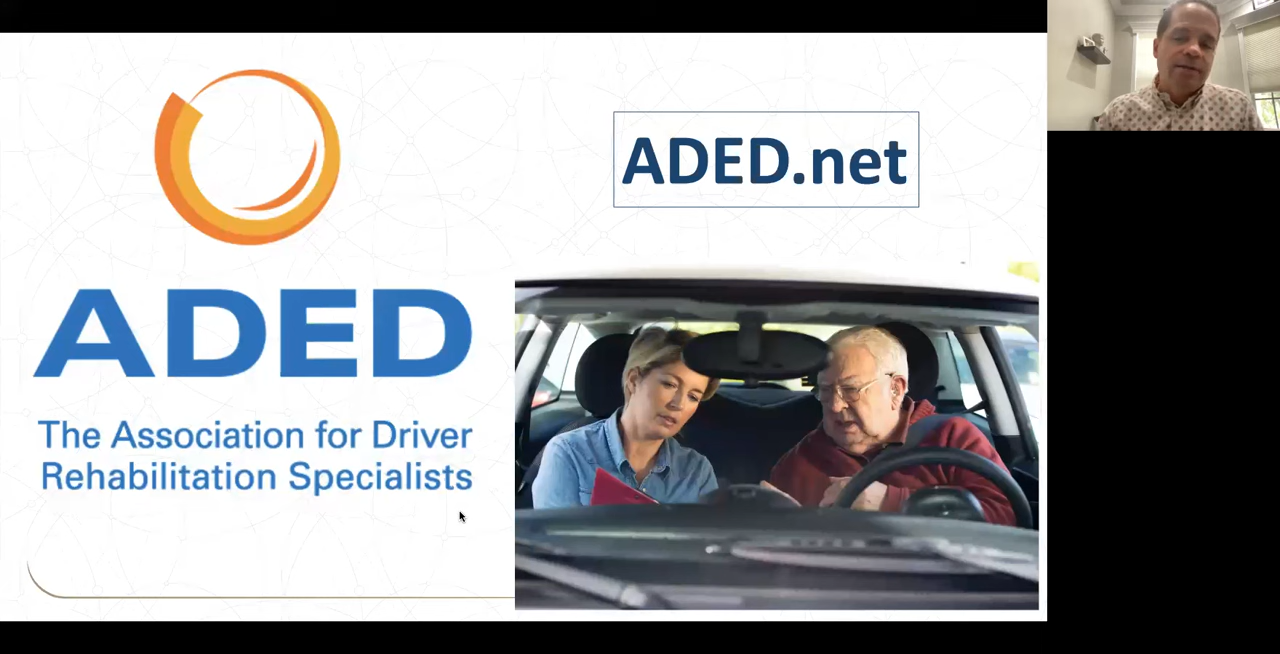 ADED
The Association for Driver
Rehabilitation Specialists
ADED.net